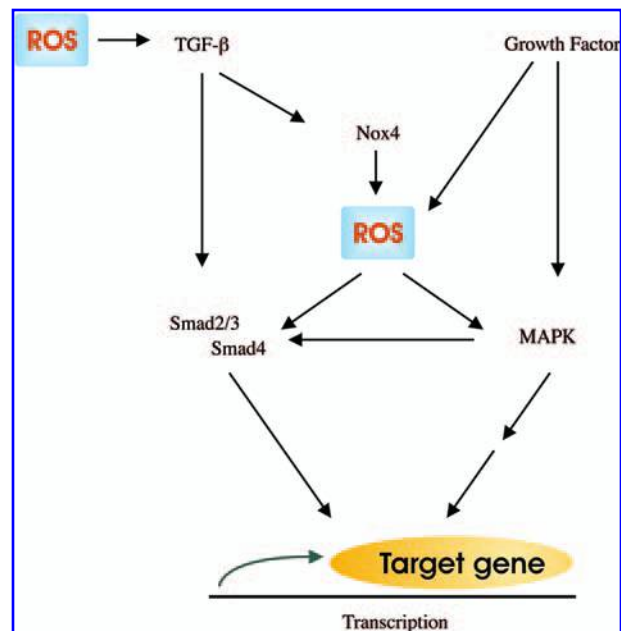 ROS
TGF-β
Growth Factor
Nox4
ROS
Smad2/3
Smad4
MAPK
Target gene
Transcription